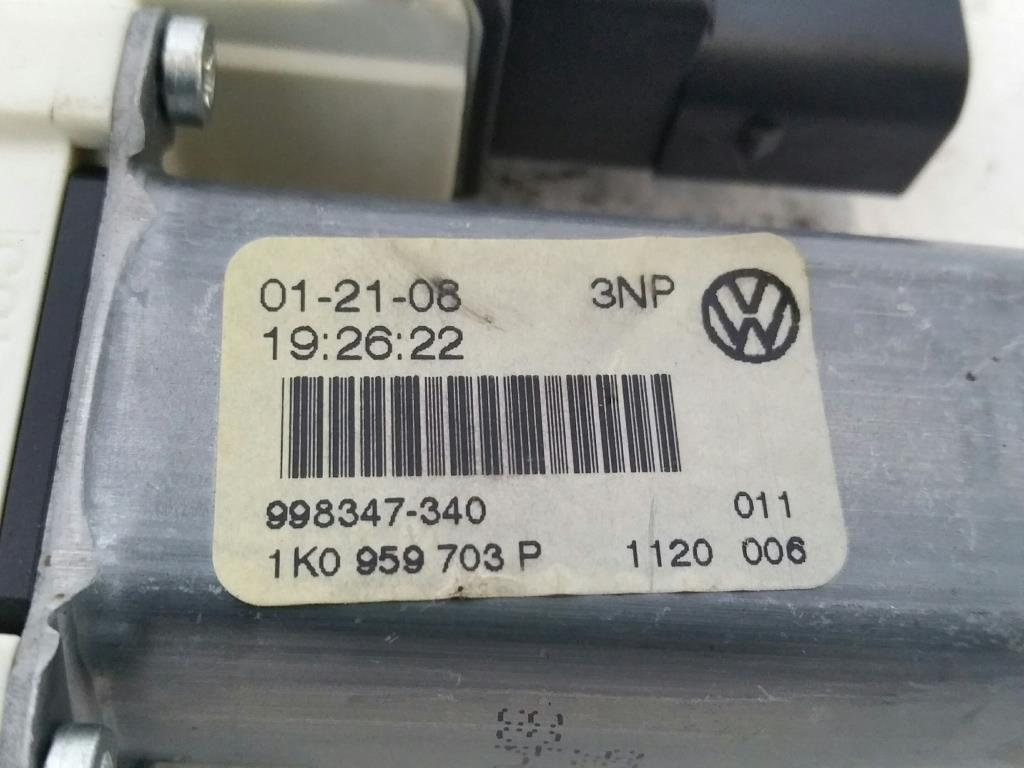 01-21-08 3NP
19:26:22
998347-340 011
1K0 959 703 P 1120 006